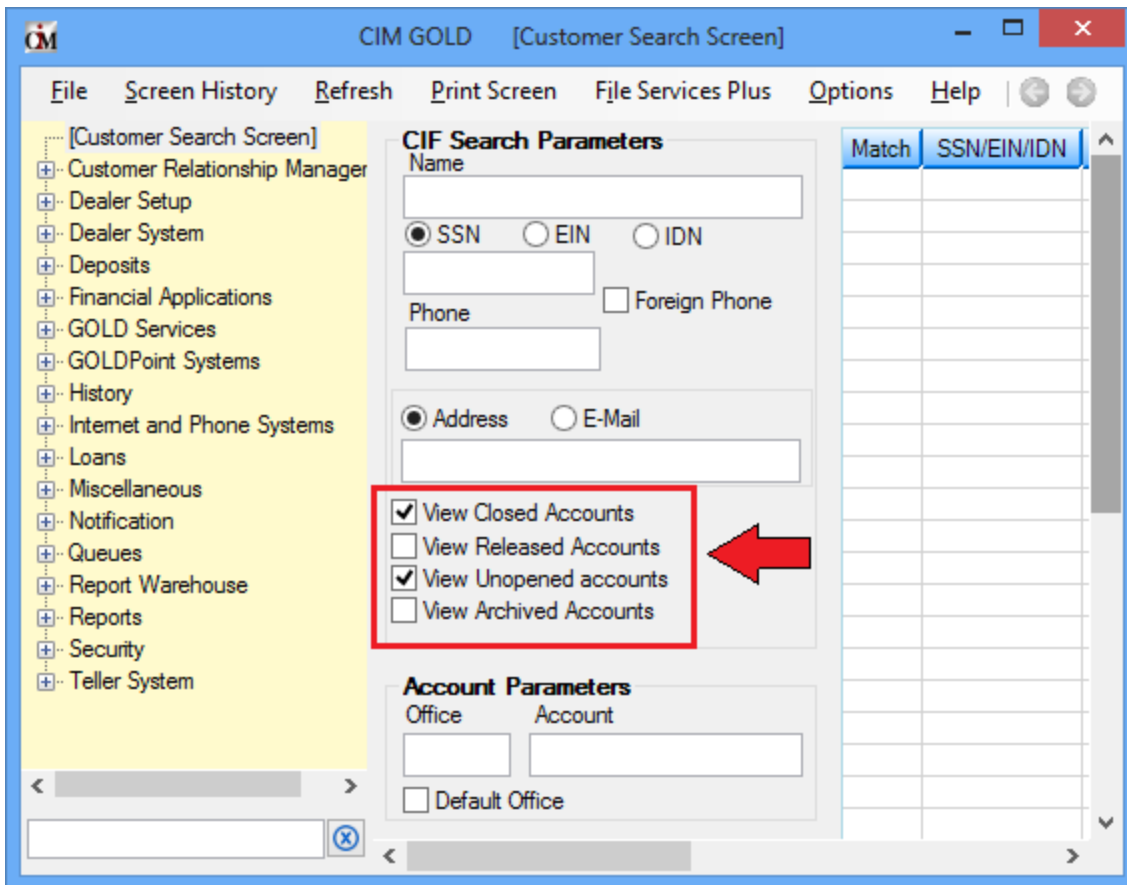 CIM
CIM GOLD [Customer Search Screen]
File Screen History Refresh Print Screen File Services Plus Options Help
[Customer Search Screen]
Customer Relationship Manager
Dealer Setup
Dealer System
Deposits
Financial Applications
GOLD Services
GOLDPoint Systems
History
Internet and Phone Systems
Loans
Miscellaneous
Notification
Queues
Report Warehouse
Reports
Security
Teller System
CIF Search Parameters
Name
SSN EIN IDN
Foreign Phone
Phone
Address E-Mail
View Closed Accounts
View Released Accounts
View Unopened accounts
View Archived Accounts
Account Parameters
Office Account
Default Office
Match SSN/EIN/IDN